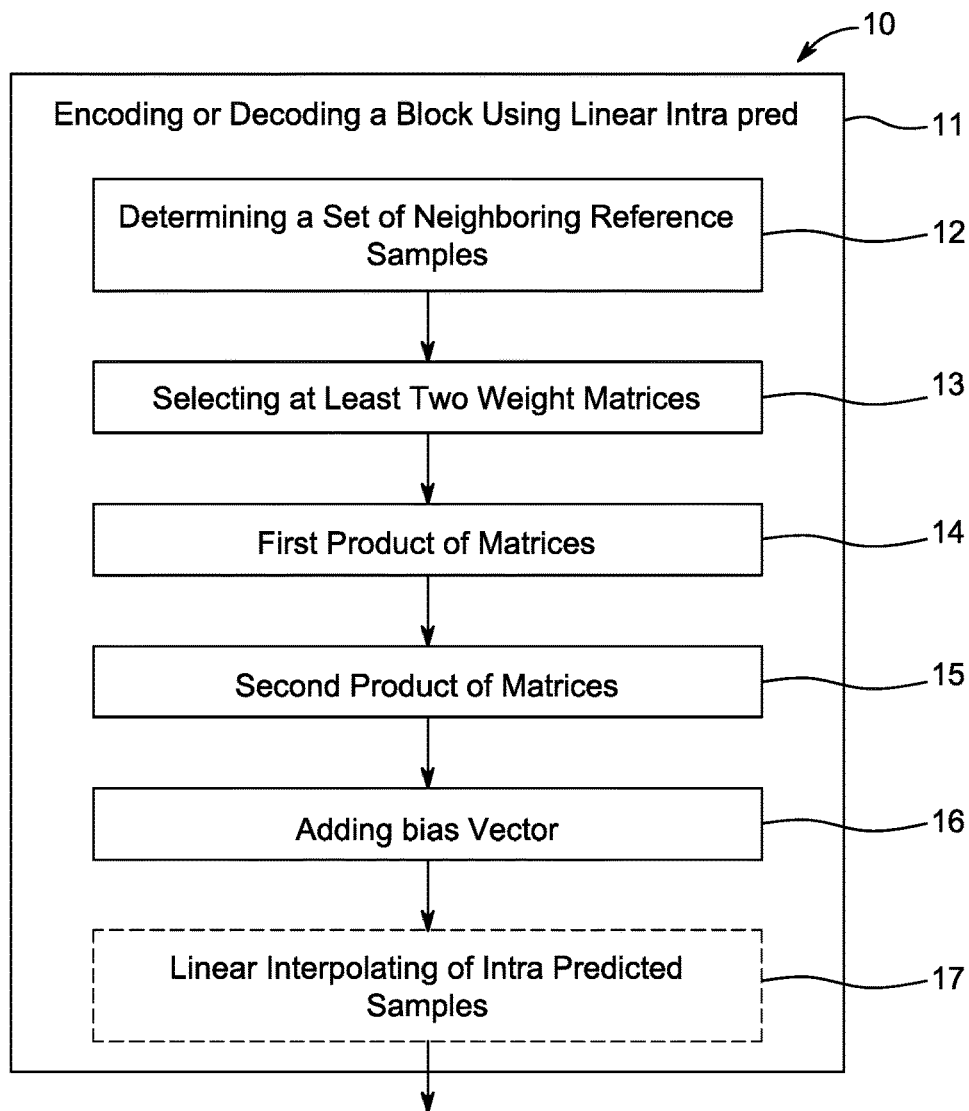 10
Encoding or Decoding a Block Using Linear Intra pred
11
Determining a Set of Neighboring Reference
Samples
12
Selecting at Least Two Weight Matrices
13
First Product of Matrices
14
Second Product of Matrices
15
Adding bias Vector
16
Linear Interpolating of Intra Predicted
Samples
17